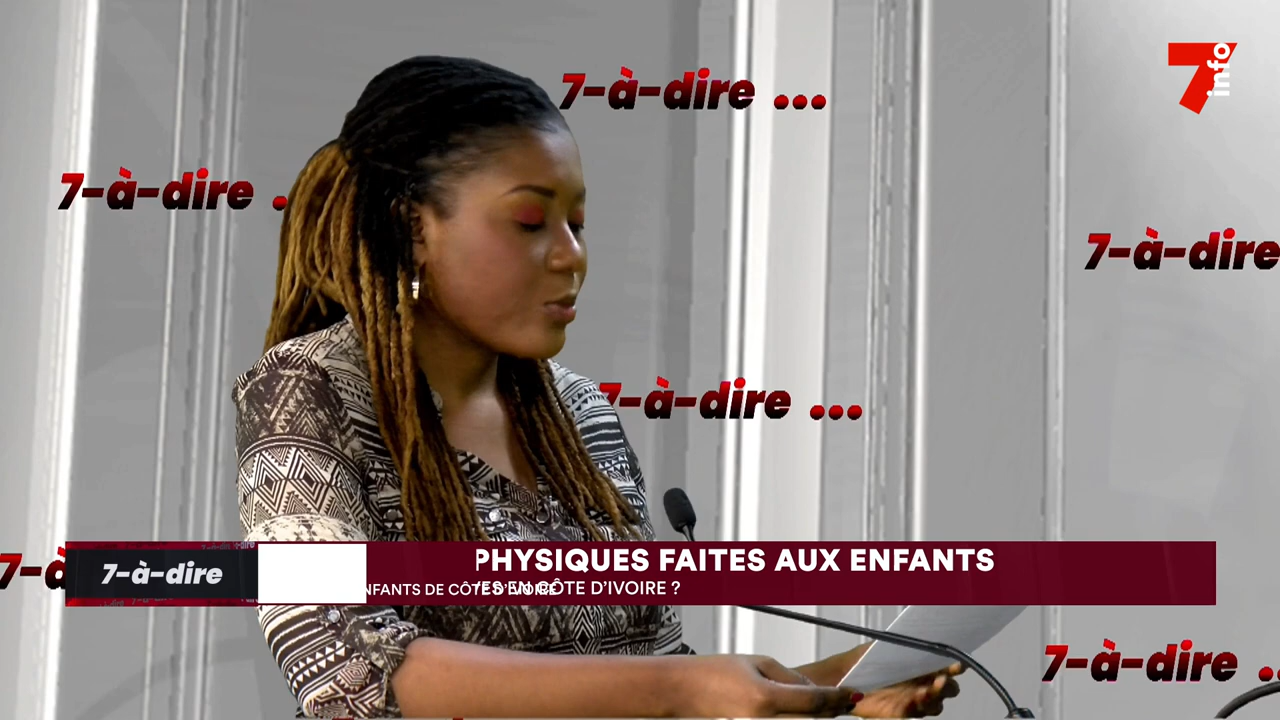 7-à-dire ...
7 info
7-à-dire .
7-à-dire
7-à-dire ...
7-à
7-à-dire
PHYSIQUES FAITES AUX ENFANTS
NFANTS DE CÔTE D'IVOIRE
ES EN CÔTE D'IVOIRE ?
7-à-dire ..